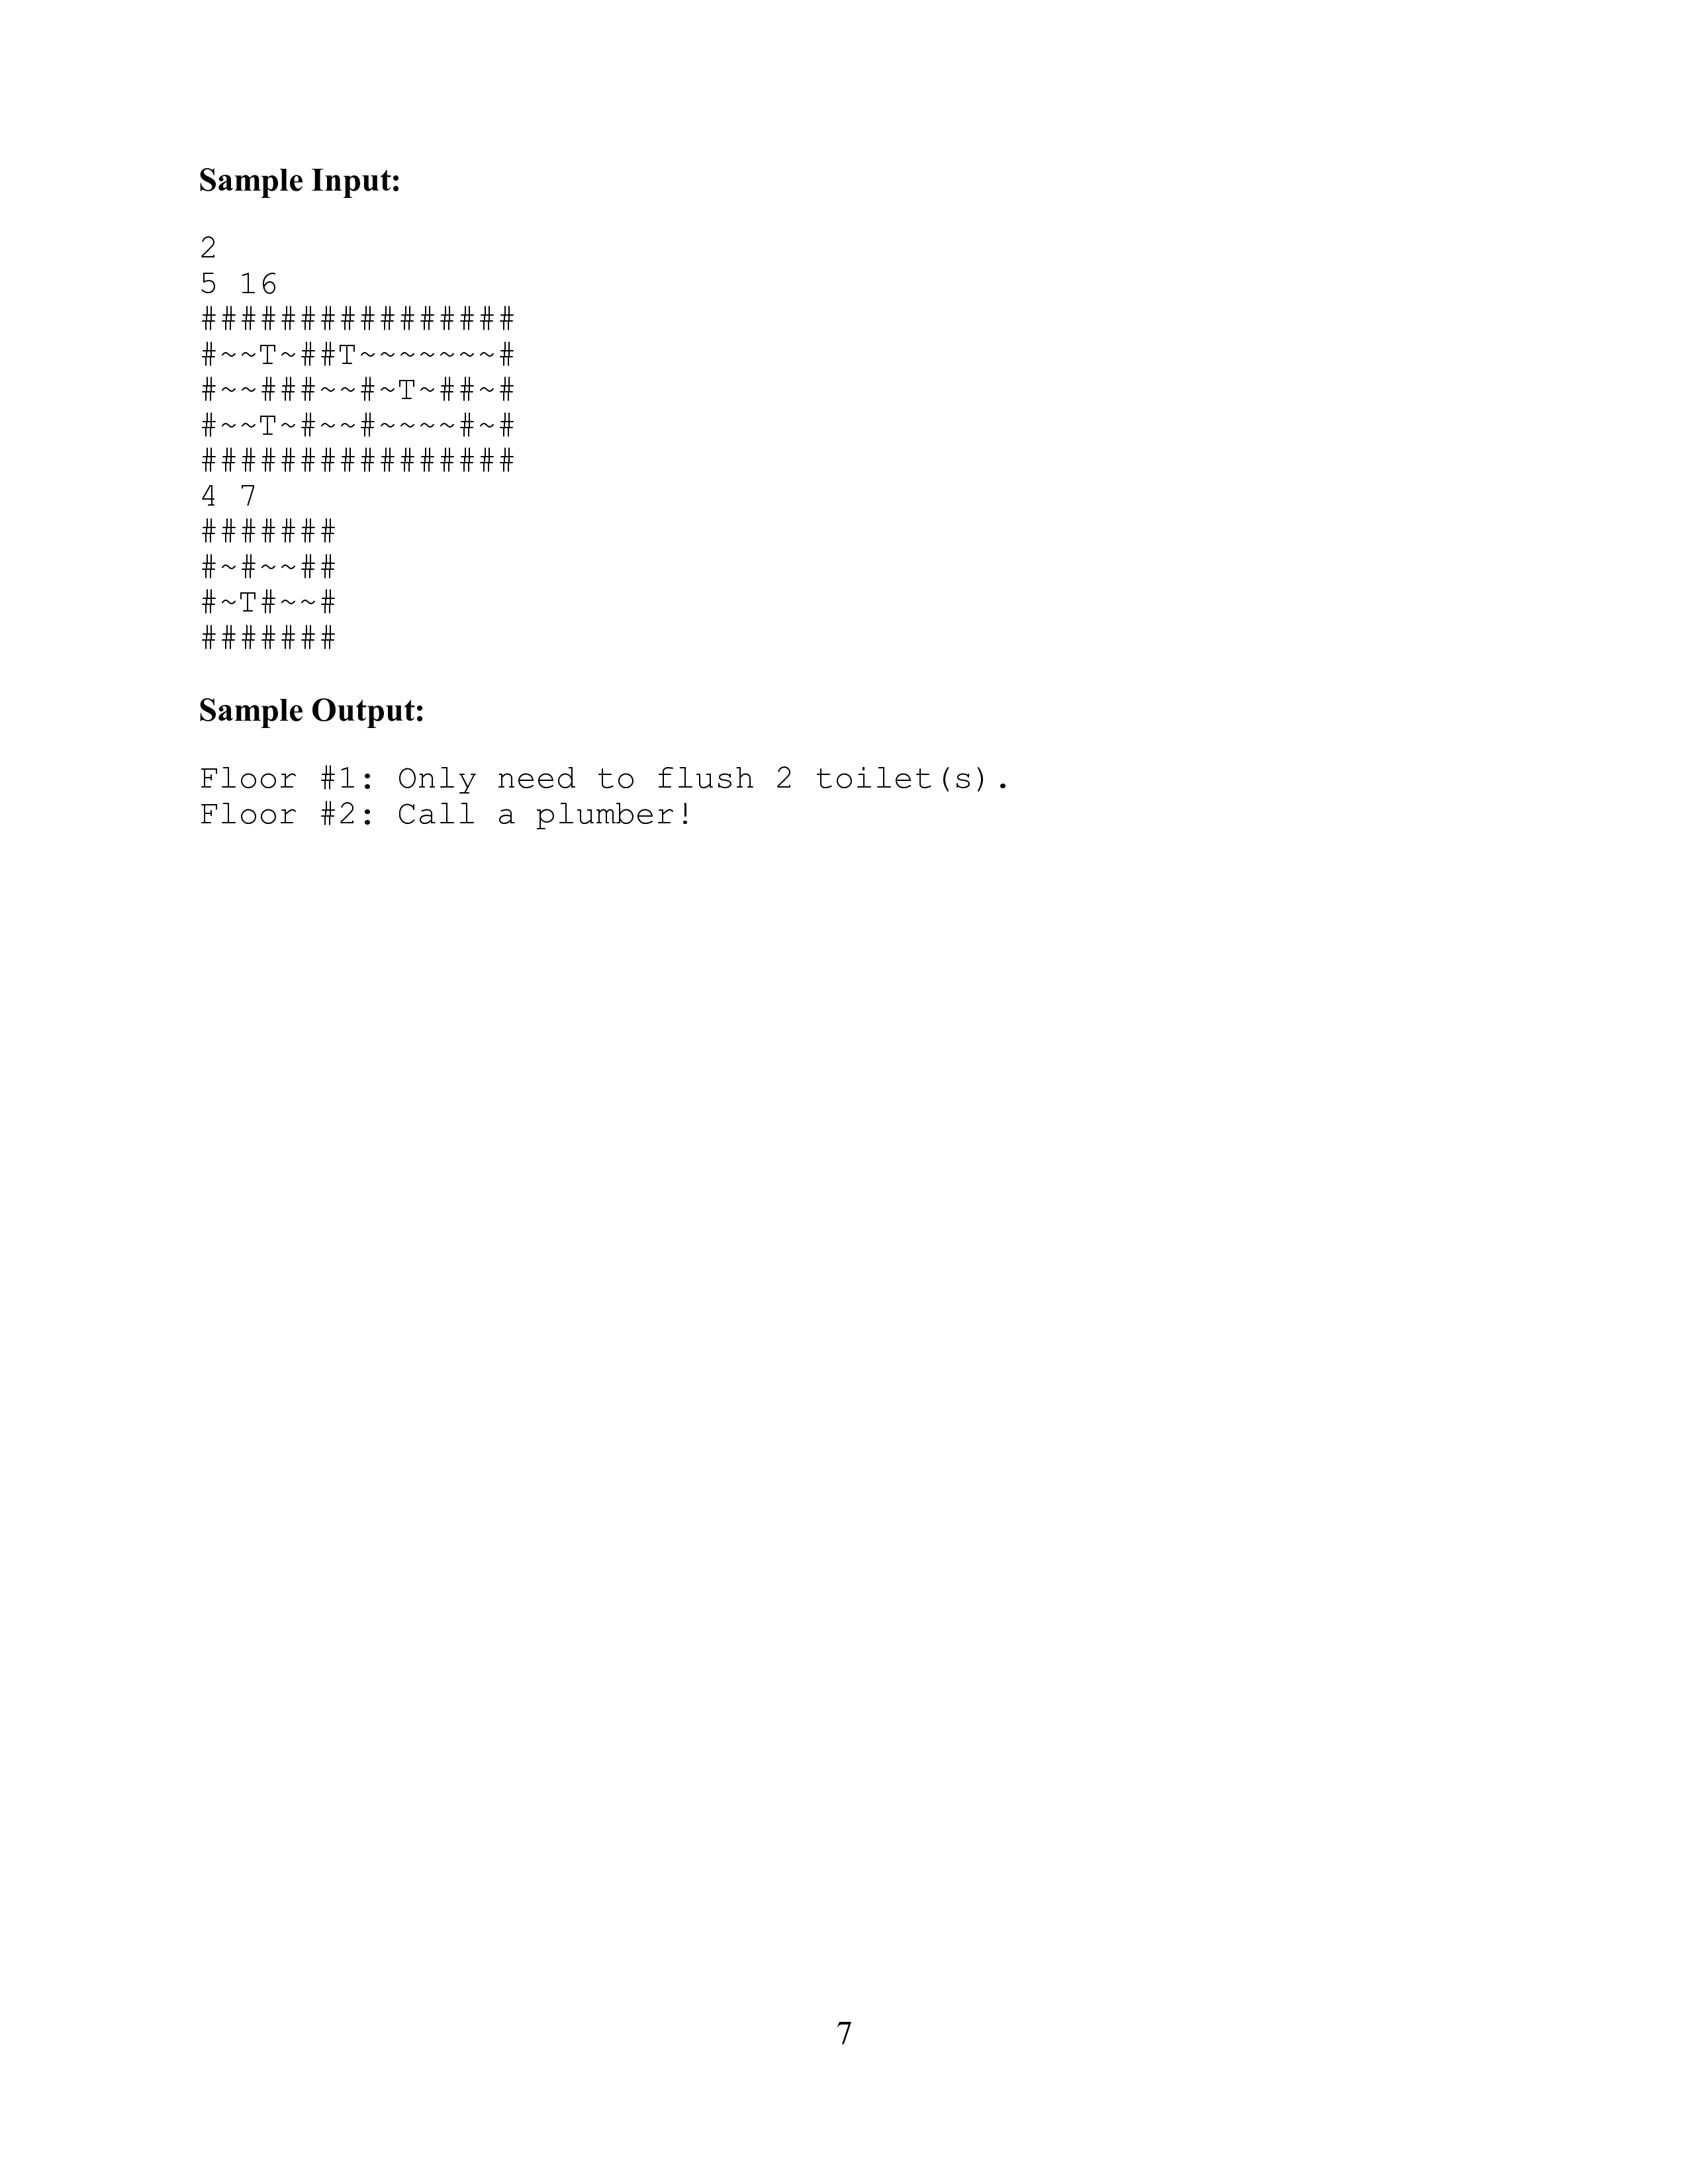 Sample Input:
2
5 16
################
#~~T~##T~~~~~~~#
#~~###~~#~T~##~#
#~~T~#~~#~~~~#~#
################
4 7
#######
#~#~~##
#~T#~~#
#######
Sample Output:
Floor #1: Only need to flush 2 toilet(s).
Floor #2: Call a plumber!
7